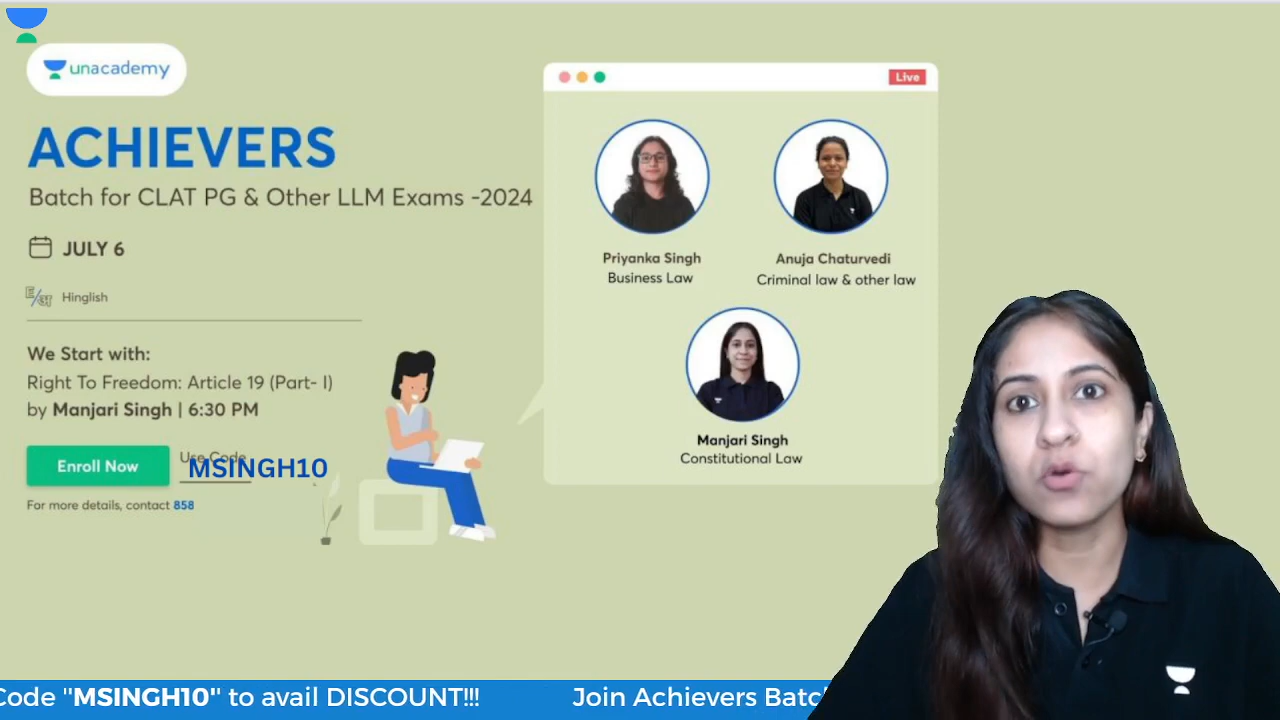 unacademy
ACHIEVERS
Batch for CLAT PG & Other LLM Exams -2024
JULY 6
Hinglish
We Start with:
Right To Freedom: Article 19 (Part- I)
by Manjari Singh | 6:30 PM
Enroll Now
Use Code
MSINGH10
For more details, contact 858
Live
Priyanka Singh
Business Law
Anuja Chaturvedi
Criminal law & other law
Manjari Singh
Constitutional Law
Code "MSINGH10" to avail DISCOUNT!!! Join Achievers Batc